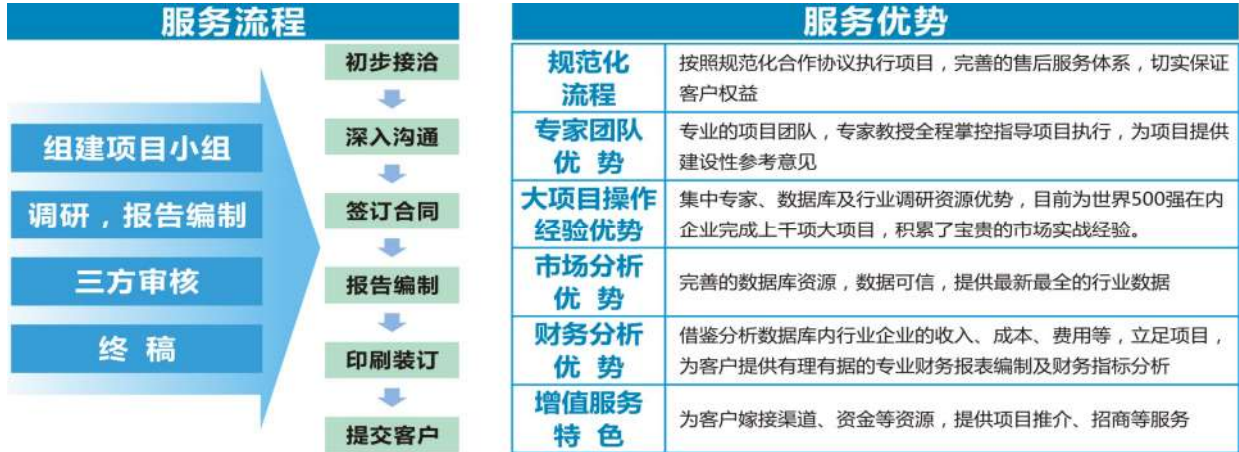 服务流程
组建项目小组
调研，报告编制
三方审核
终 稿
初步接洽
深入沟通
签订合同
报告编制
印刷装订
提交客户
服务优势
规范化
流程
按照规范化合作协议执行项目，完善的售后服务体系，切实保证
客户权益
专家团队
优 势
专业的项目团队，专家教授全程掌控指导项目执行，为项目提供
建设性参考意见
大项目操作
经验优势
集中专家、数据库及行业调研资源优势，目前为世界500强在内
企业完成上千项大项目，积累了宝贵的市场实战经验。
市场分析
优 势
完善的数据库资源，数据可信，提供最新最全的行业数据
财务分析
优 势
借鉴分析数据库内行业企业的收入、成本、费用等，立足项目，
为客户提供有理有据的专业财务报表编制及财务指标分析
增值服务
特 色
为客户嫁接渠道、资金等资源，提供项目推介、招商等服务